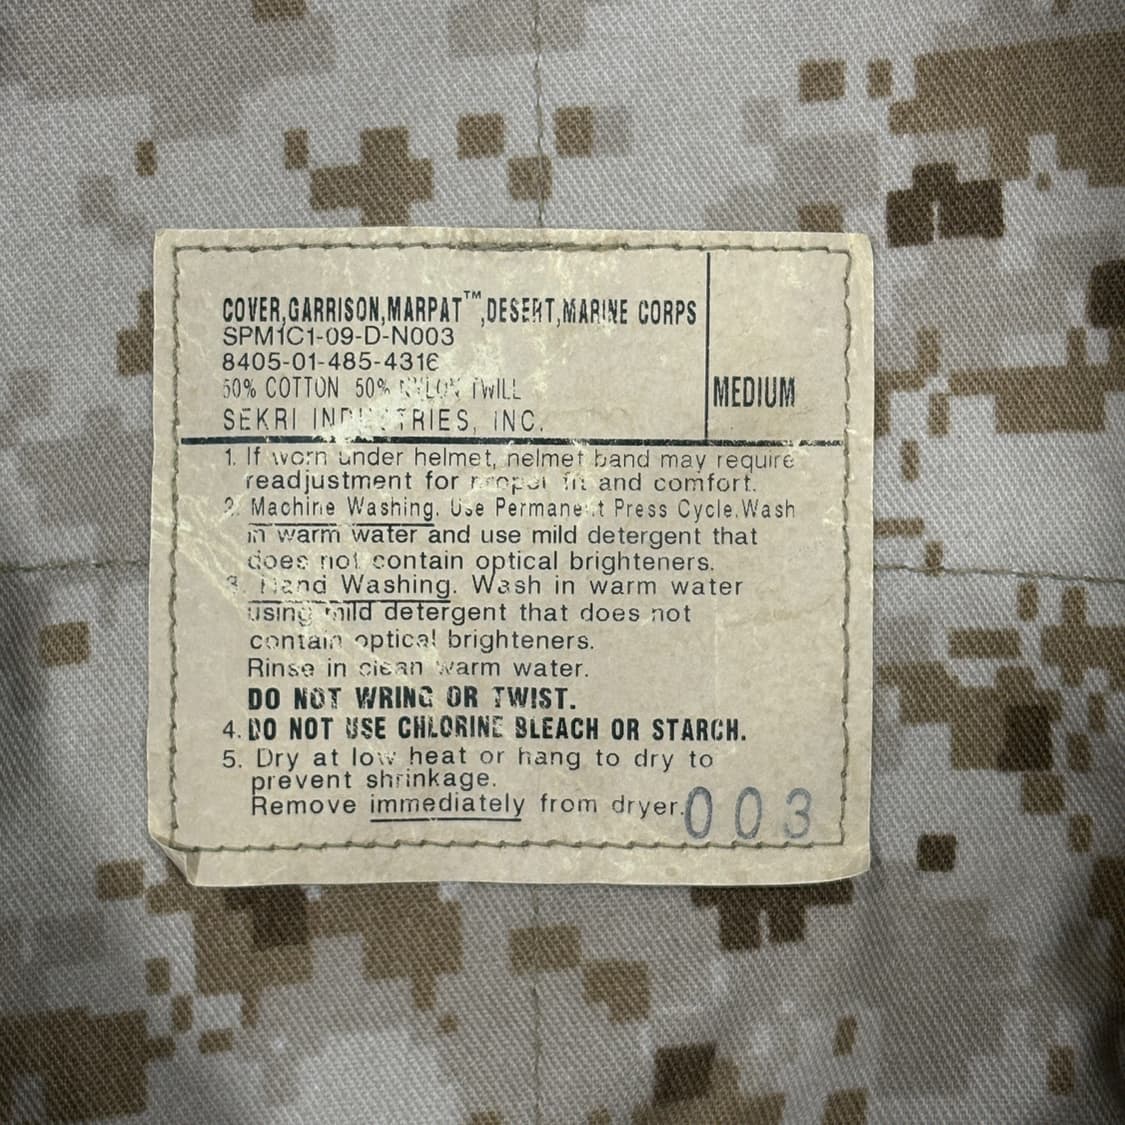 COVER,GARRISON,MARPAT™,DESERT,MARINE CORPS
SPM1C1-09-D-N003
8405-01-485-4316
50% COTTON 50% NYLON TWILL
SEKRI INDUSTRIES, INC.
MEDIUM
1. If worn under helmet, helmet band may require
readjustment for proper fit and comfort.
2. Machine Washing. Use Permanent Press Cycle.Wash
in warm water and use mild detergent that
does not contain optical brighteners.
3. Hand Washing. Wash in warm water
using mild detergent that does not
contain optical brighteners.
Rinse in clean warm water.
DO NOT WRING OR TWIST.
4. DO NOT USE CHLORINE BLEACH OR STARCH.
5. Dry at low heat or hang to dry to
prevent shrinkage.
Remove immediately from dryer.
003